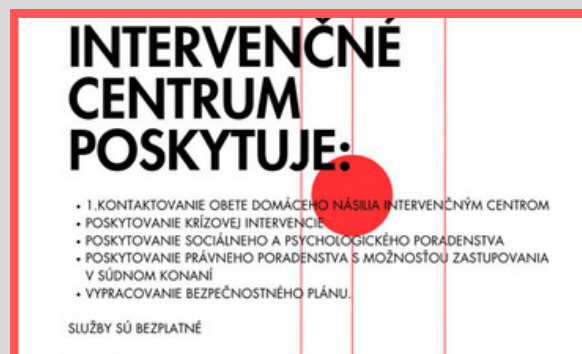 INTERVENČNÉ
CENTRUM
POSKYTUJE:
• 1.KONTAKTOVANIE OBETE DOMÁCEHO NÁSILIA INTERVENČNÝM CENTROM
• POSKYTOVANIE KRÍZOVEJ INTERVENCIE
• POSKYTOVANIE SOCIÁLNEHO A PSYCHOLOGICKÉHO PORADENSTVA
• POSKYTOVANIE PRÁVNEHO PORADENSTVA S MOŽNOSŤOU ZASTUPOVANIA
V SÚDNOM KONANÍ
• VYPRACOVANIE BEZPEČNOSTNÉHO PLÁNU.
SLUŽBY SÚ BEZPLATNÉ